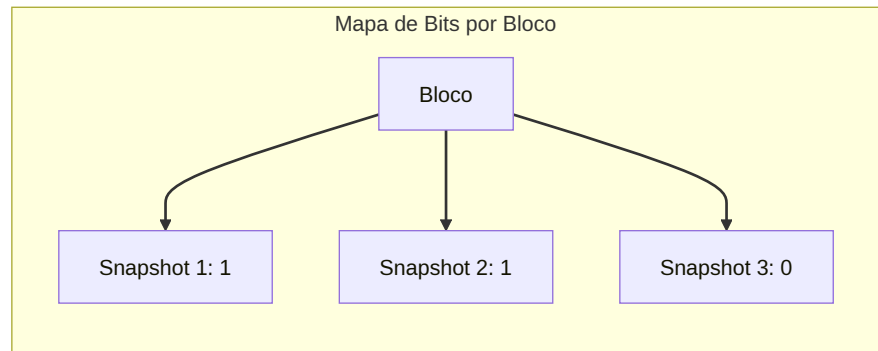 Mapa de Bits por Bloco
Bloco
Snapshot 1: 1
Snapshot 2: 1
Snapshot 3: 0